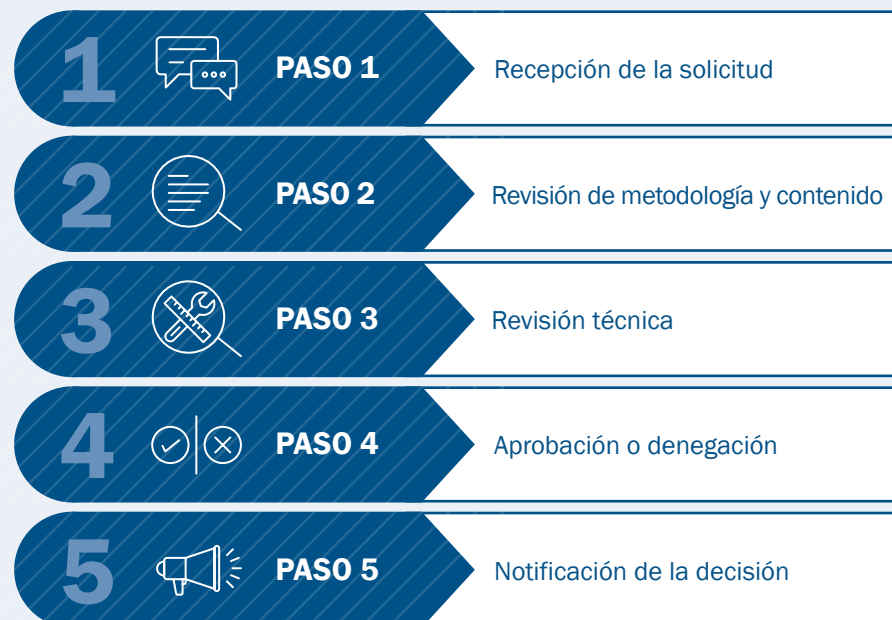 1 PASO 1 Recepción de la solicitud
2 PASO 2 Revisión de metodología y contenido
3 PASO 3 Revisión técnica
4 PASO 4 Aprobación o denegación
5 PASO 5 Notificación de la decisión